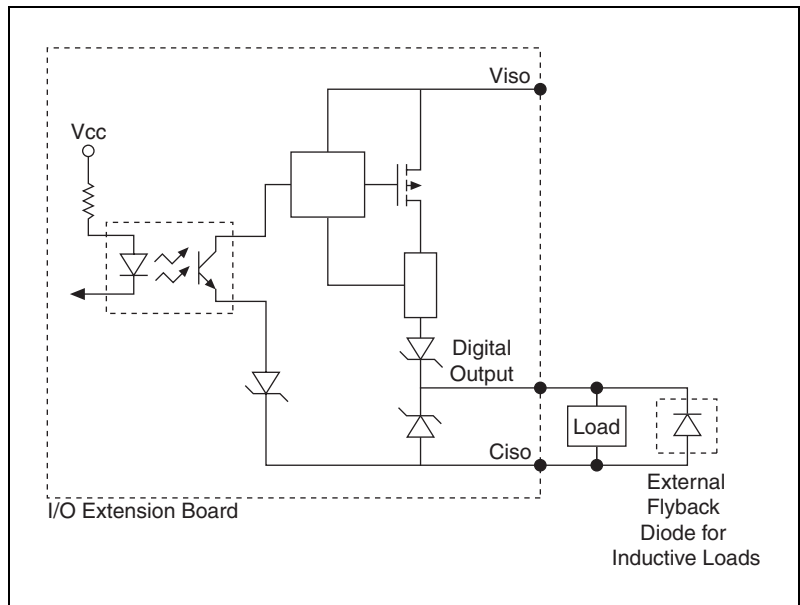 Viso
Vcc
Digital
Output
Load
Ciso
External
Flyback
Diode for
Inductive Loads
I/O Extension Board